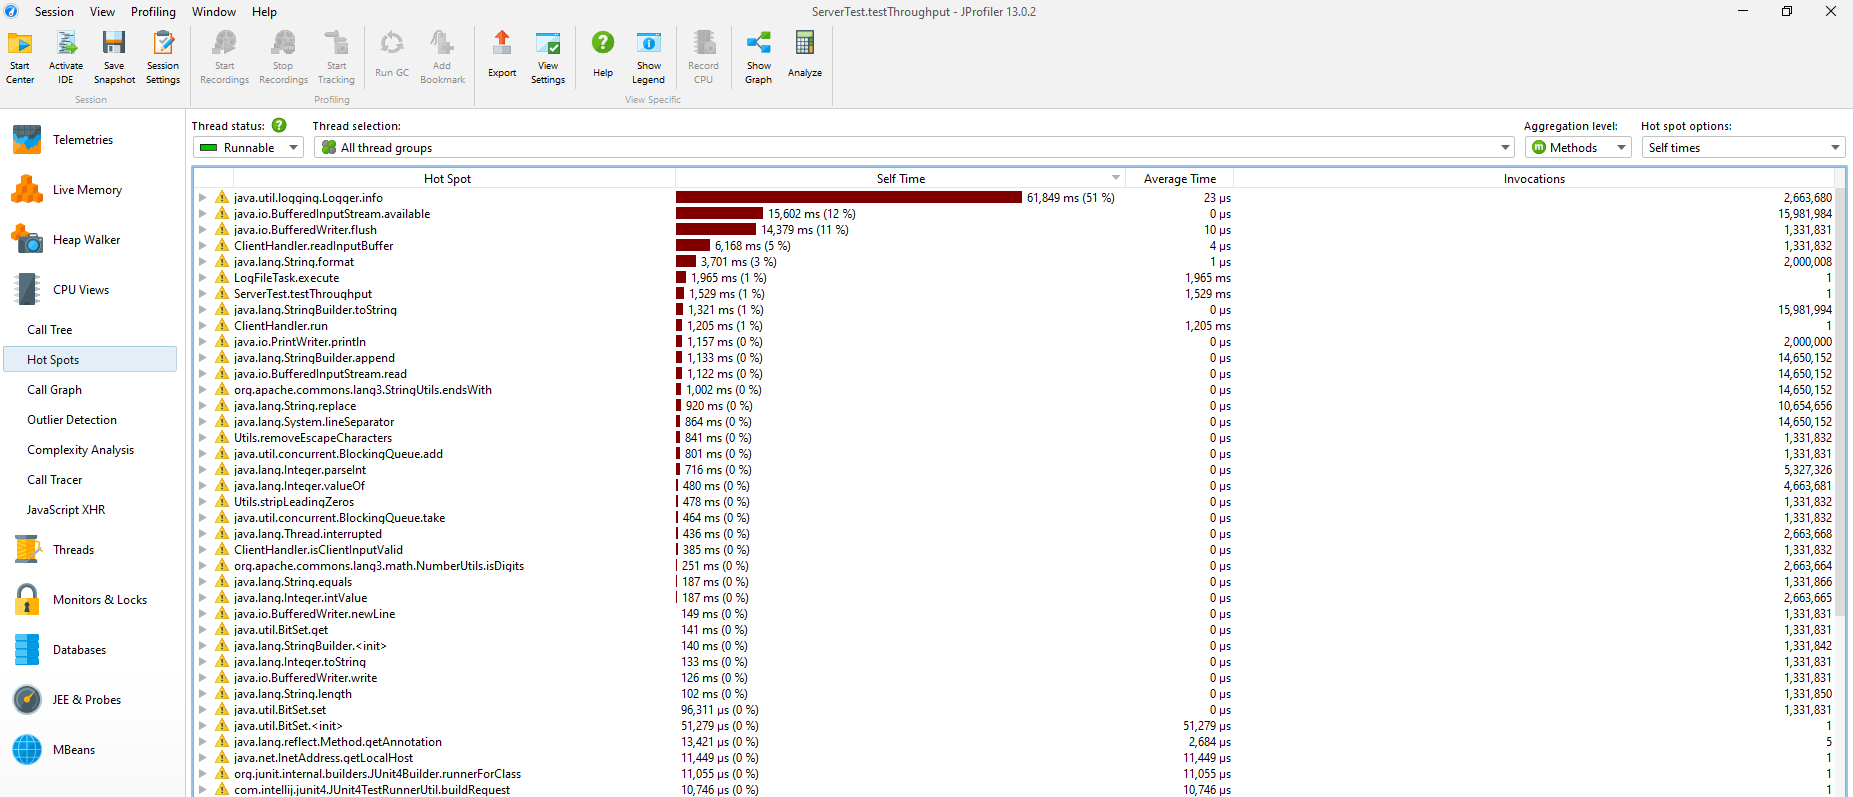 Session View Profiling Window Help ServerTest.testThroughput - JProfiler 13.0.2
Start Center
Activate IDE
Save Snapshot
Session Settings
Start Recordings
Stop Recordings
Start Tracking
Run GC
Add Bookmark
Export
View Settings
Help
Show Legend
Record CPU
Show Graph
Analyze
Session Profiling View Specific
Telemetries
Live Memory
Heap Walker
CPU Views
Call Tree
Hot Spots
Call Graph
Outlier Detection
Complexity Analysis
Call Tracer
JavaScript XHR
Threads
Monitors & Locks
Databases
JEE & Probes
MBeans
Thread status: ? Thread selection: Aggregation level: Hot spot options:
Runnable All thread groups m Methods Self times
Hot Spot Self Time Average Time Invocations
java.util.logging.Logger.info 61,849 ms (51 %) 23 µs 2,663,680
java.io.BufferedInputStream.available 15,602 ms (12 %) 0 µs 15,981,984
java.io.BufferedWriter.flush 14,379 ms (11 %) 10 µs 1,331,831
ClientHandler.readInputBuffer 6,168 ms (5 %) 4 µs 1,331,832
java.lang.String.format 3,701 ms (3 %) 1 µs 2,000,008
LogFileTask.execute 1,965 ms (1 %) 1,965 ms 1
ServerTest.testThroughput 1,529 ms (1 %) 1,529 ms 1
java.lang.StringBuilder.toString 1,321 ms (1 %) 0 µs 15,981,994
ClientHandler.run 1,205 ms (1 %) 1,205 ms 1
java.io.PrintWriter.println 1,157 ms (0 %) 0 µs 2,000,000
java.lang.StringBuilder.append 1,133 ms (0 %) 0 µs 14,650,152
java.io.BufferedInputStream.read 1,122 ms (0 %) 0 µs 14,650,152
org.apache.commons.lang3.StringUtils.endsWith 1,002 ms (0 %) 0 µs 14,650,152
java.lang.String.replace 920 ms (0 %) 0 µs 10,654,656
java.lang.System.lineSeparator 864 ms (0 %) 0 µs 14,650,152
Utils.removeEscapeCharacters 841 ms (0 %) 0 µs 1,331,832
java.util.concurrent.BlockingQueue.add 801 ms (0 %) 0 µs 1,331,831
java.lang.Integer.parseInt 716 ms (0 %) 0 µs 5,327,326
java.lang.Integer.valueOf 480 ms (0 %) 0 µs 4,663,681
Utils.stripLeadingZeros 478 ms (0 %) 0 µs 1,331,832
java.util.concurrent.BlockingQueue.take 464 ms (0 %) 0 µs 1,331,832
java.lang.Thread.interrupted 436 ms (0 %) 0 µs 2,663,668
ClientHandler.isClientInputValid 385 ms (0 %) 0 µs 1,331,832
org.apache.commons.lang3.math.NumberUtils.isDigits 251 ms (0 %) 0 µs 2,663,664
java.lang.String.equals 187 ms (0 %) 0 µs 1,331,866
java.lang.Integer.intValue 187 ms (0 %) 0 µs 2,663,665
java.io.BufferedWriter.newLine 149 ms (0 %) 0 µs 1,331,831
java.util.BitSet.get 141 ms (0 %) 0 µs 1,331,831
java.lang.StringBuilder.<init> 140 ms (0 %) 0 µs 1,331,842
java.lang.Integer.toString 133 ms (0 %) 0 µs 1,331,831
java.io.BufferedWriter.write 126 ms (0 %) 0 µs 1,331,831
java.lang.String.length 102 ms (0 %) 0 µs 1,331,850
java.util.BitSet.set 96,311 µs (0 %) 0 µs 1,331,831
java.util.BitSet.<init> 51,279 µs (0 %) 51,279 µs 1
java.lang.reflect.Method.getAnnotation 13,421 µs (0 %) 2,684 µs 5
java.net.InetAddress.getLocalHost 11,449 µs (0 %) 11,449 µs 1
org.junit.internal.builders.JUnit4Builder.runnerForClass 11,055 µs (0 %) 11,055 µs 1
com.intellij.junit4.JUnit4TestRunnerUtil.buildRequest 10,746 µs (0 %) 10,746 µs 1